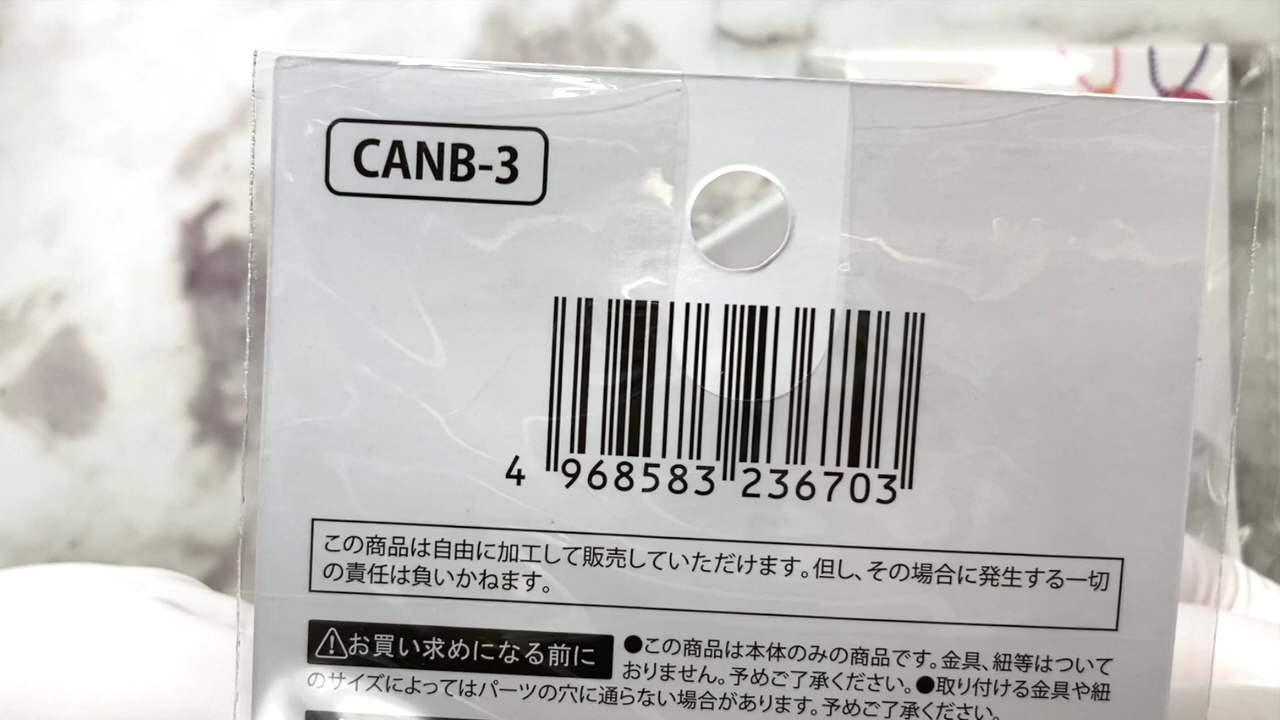 CANB-3
4 968583 236703
この商品は自由に加工して販売していただけます。但し、その場合に発生する一切
の責任は負いかねます。
⚠お買い求めになる前に ●この商品は本体のみの商品です。金具、紐等はついて
おりません。予めご了承ください。●取り付ける金具や紐
のサイズによってはパーツの穴に通らない場合があります。予めご了承ください。